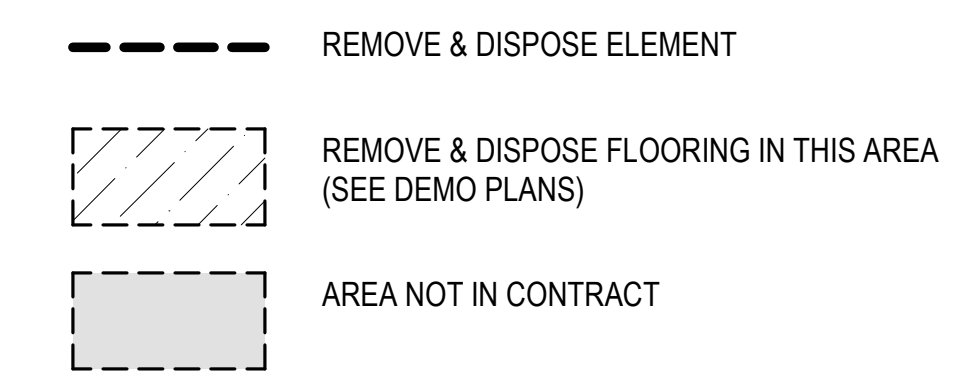 REMOVE & DISPOSE ELEMENT
REMOVE & DISPOSE FLOORING IN THIS AREA
(SEE DEMO PLANS)
AREA NOT IN CONTRACT